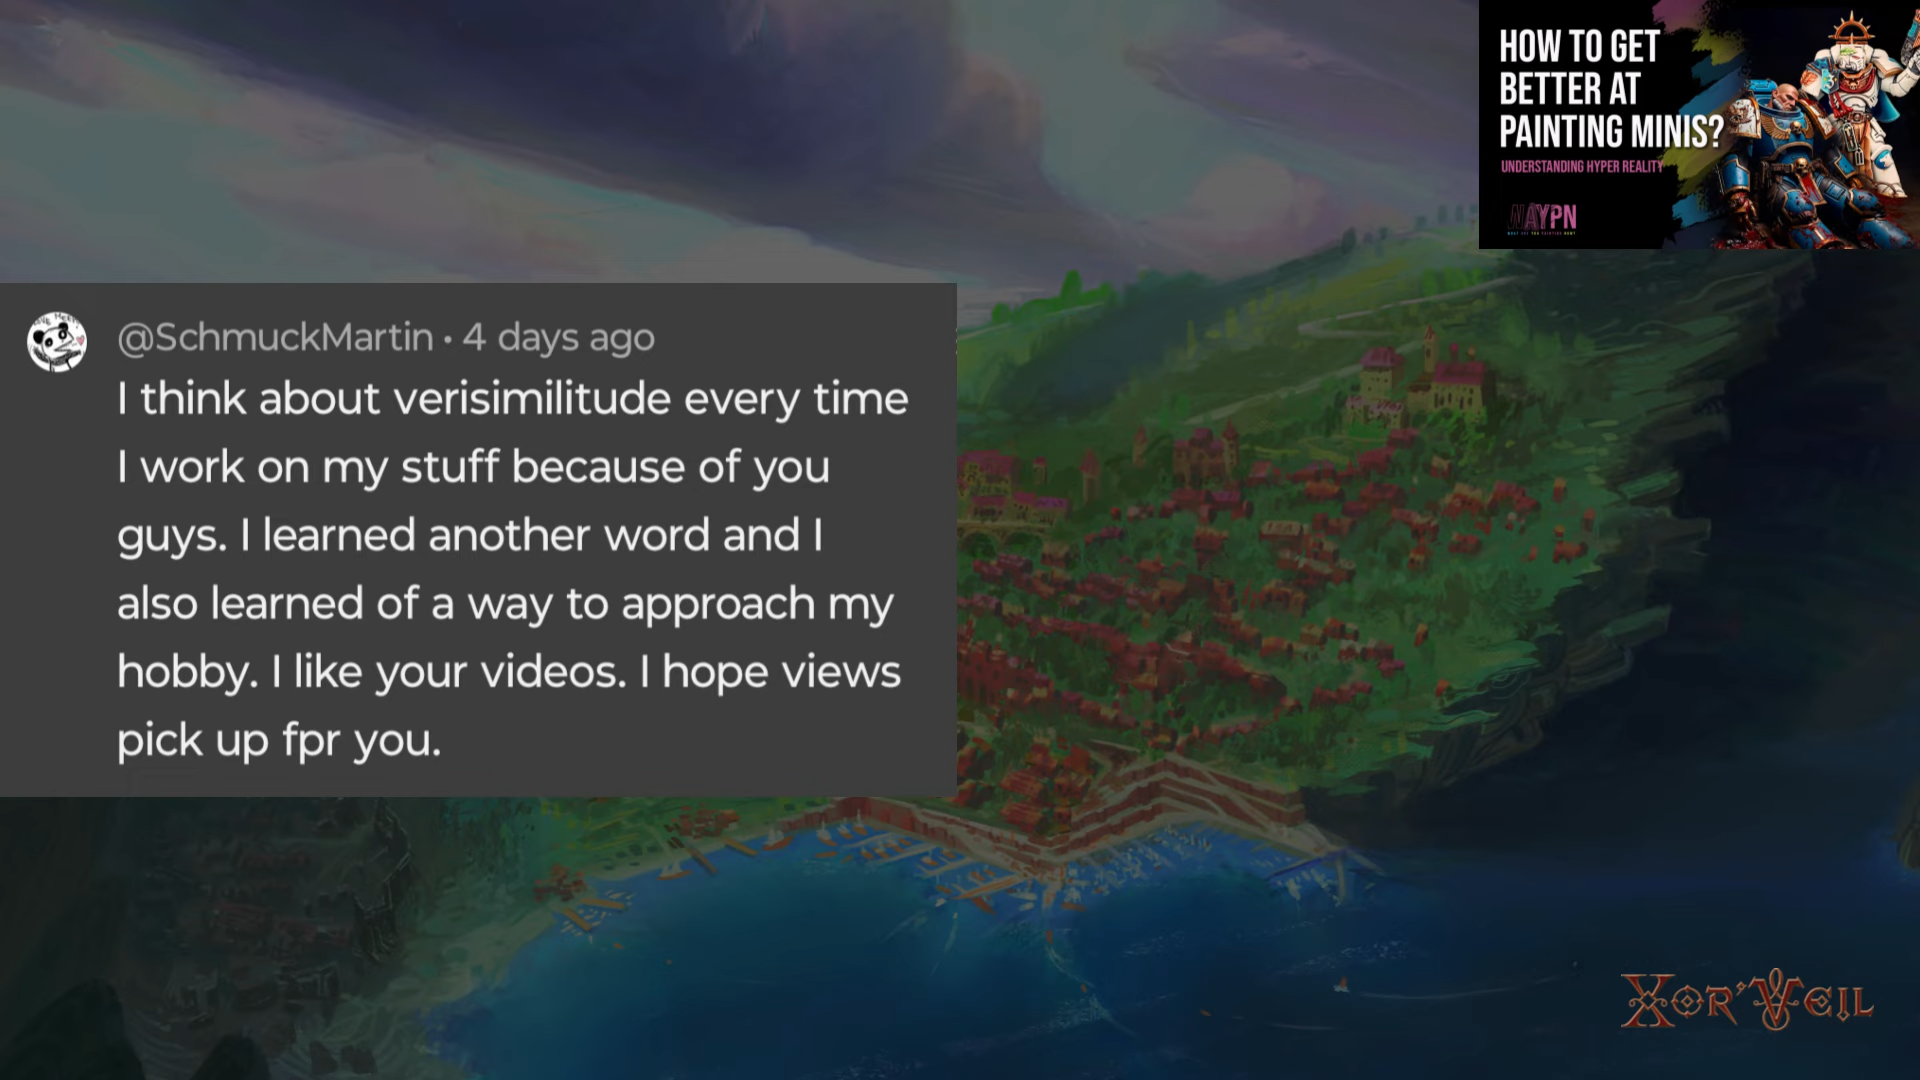 HOW TO GET
BETTER AT
PAINTING MINIS?
UNDERSTANDING HYPER REALITY
WAYPN
@SchmuckMartin • 4 days ago
I think about verisimilitude every time
I work on my stuff because of you
guys. I learned another word and I
also learned of a way to approach my
hobby. I like your videos. I hope views
pick up fpr you.
XOR'VEIL